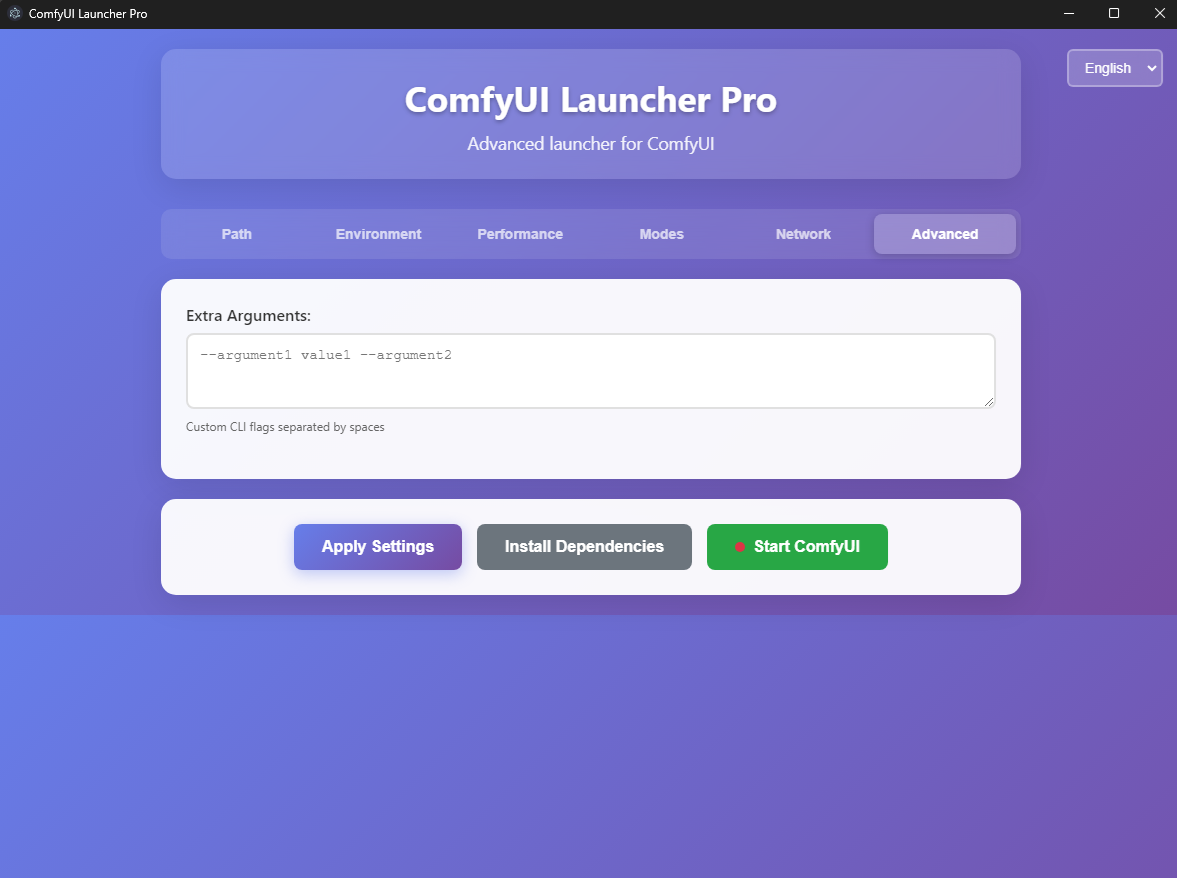 ComfyUI Launcher Pro
English
ComfyUI Launcher Pro
Advanced launcher for ComfyUI
Path Environment Performance Modes Network Advanced
Extra Arguments:
--argument1 value1 --argument2
Custom CLI flags separated by spaces
Apply Settings Install Dependencies Start ComfyUI